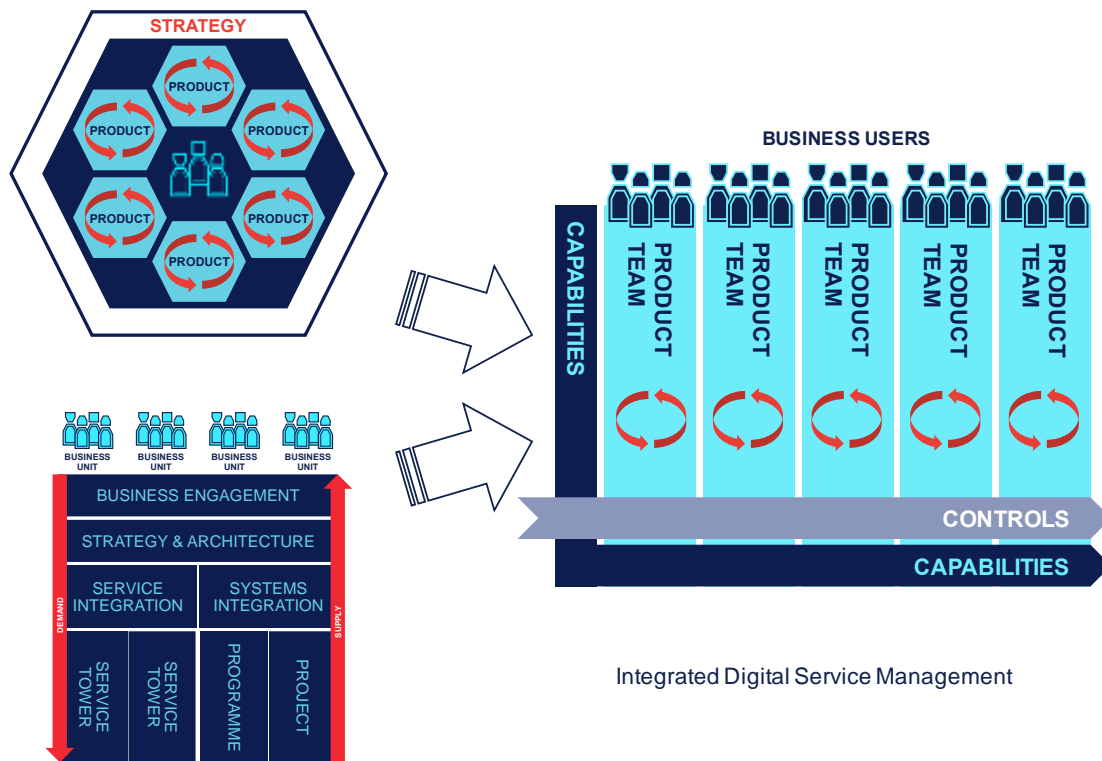 STRATEGY
PRODUCT
PRODUCT
PRODUCT
PRODUCT
PRODUCT
PRODUCT
BUSINESS
UNIT
BUSINESS
UNIT
BUSINESS
UNIT
BUSINESS
UNIT
BUSINESS ENGAGEMENT
STRATEGY & ARCHITECTURE
SERVICE
INTEGRATION
SYSTEMS
INTEGRATION
DEMAND
SUPPLY
SERVICE
TOWER
SERVICE
TOWER
PROGRAMME
PROJECT
BUSINESS USERS
CAPABILITIES
PRODUCT
TEAM
PRODUCT
TEAM
PRODUCT
TEAM
PRODUCT
TEAM
PRODUCT
TEAM
CONTROLS
CAPABILITIES
Integrated Digital Service Management